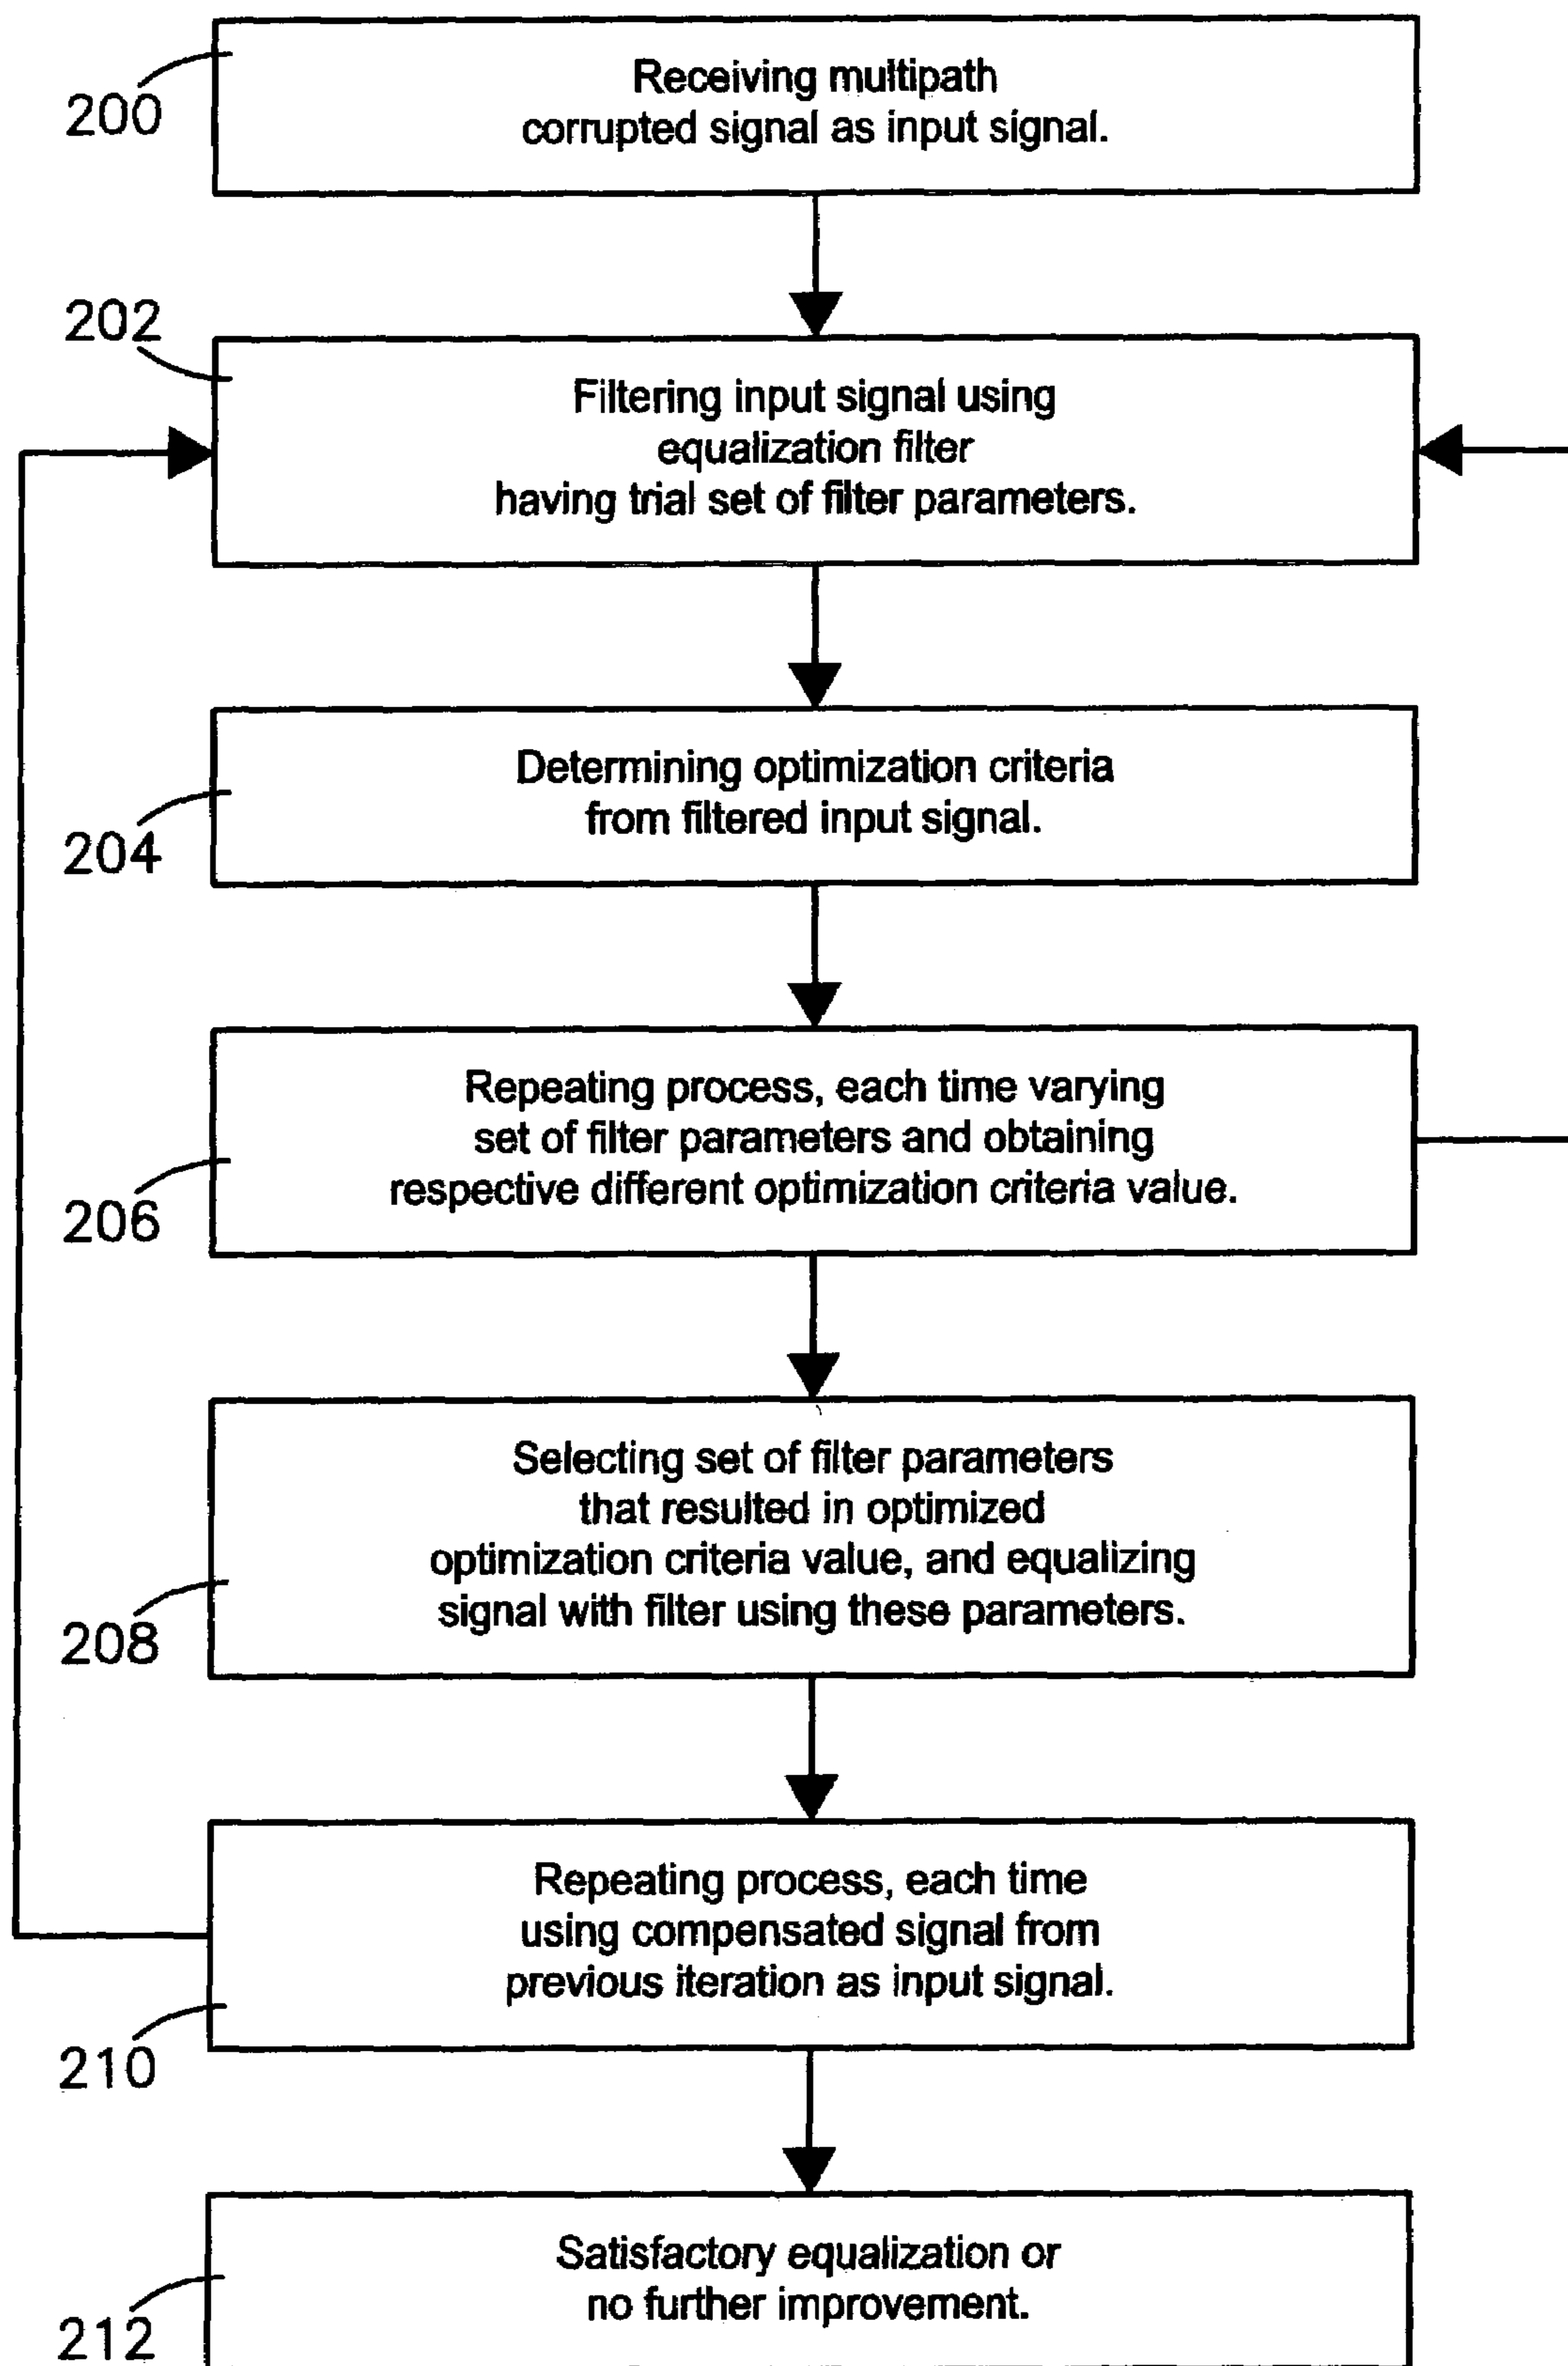 200
Receiving multipath
corrupted signal as input signal.
202
Filtering input signal using
equalization filter
having trial set of filter parameters.
204
Determining optimization criteria
from filtered input signal.
206
Repeating process, each time varying
set of filter parameters and obtaining
respective different optimization criteria value.
208
Selecting set of filter parameters
that resulted in optimized
optimization criteria value, and equalizing
signal with filter using these parameters.
210
Repeating process, each time
using compensated signal from
previous iteration as input signal.
212
Satisfactory equalization or
no further improvement.